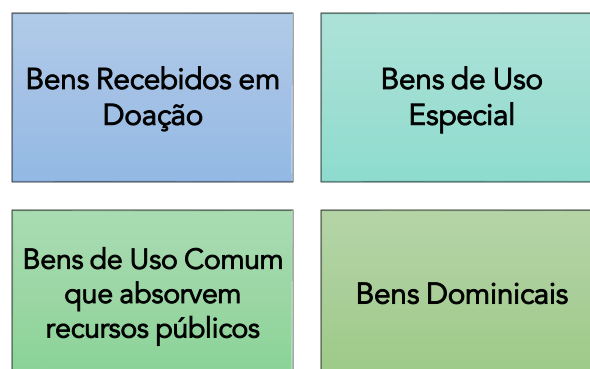 Bens Recebidos em
Doação
Bens de Uso
Especial
Bens de Uso Comum
que absorvem
recursos públicos
Bens Dominicais